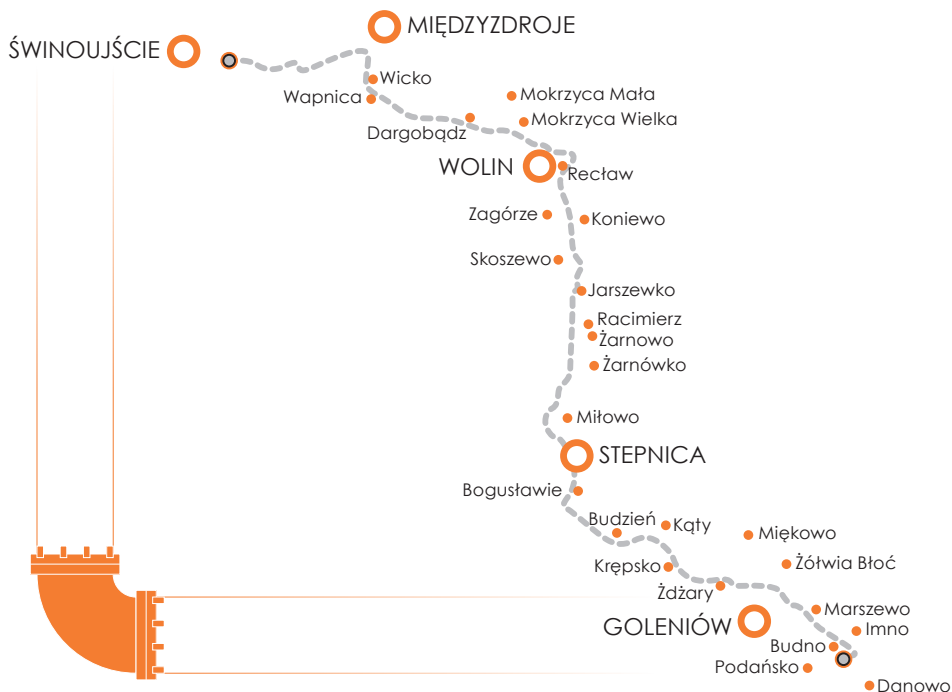 MIĘDZYZDROJE
ŚWINOUJŚCIE
Wicko
Wapnica
Mokrzyca Mała
Mokrzyca Wielka
Dargobądz
WOLIN
Recław
Zagórze
Koniewo
Skoszewo
Jarszewko
Racimierz
Żarnowo
Żarnówko
Miłowo
STEPNICA
Bogusławie
Budzień
Kąty
Miękowo
Krępsko
Żółwia Błoć
Żdżary
Marszewo
GOLENIÓW
Imno
Budno
Podańsko
Danowo